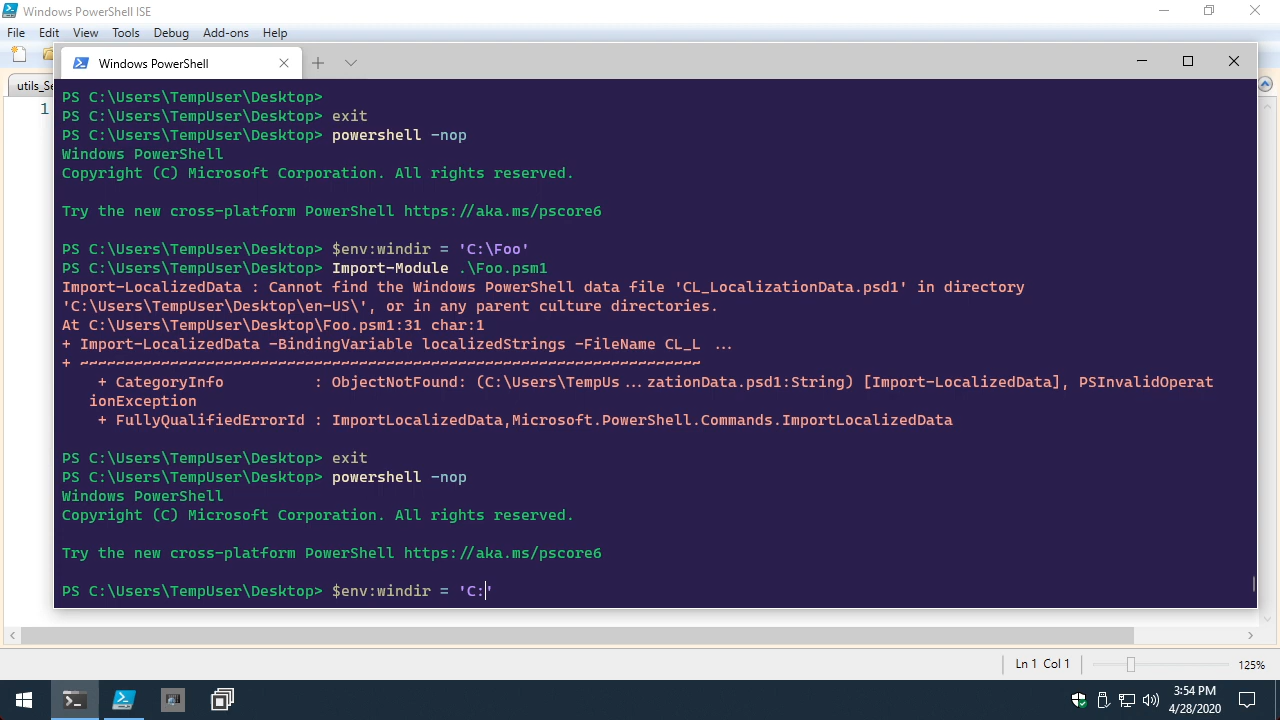 Windows PowerShell ISE
File Edit View Tools Debug Add-ons Help
Windows PowerShell
utils_Se
1
PS C:\Users\TempUser\Desktop>
PS C:\Users\TempUser\Desktop> exit
PS C:\Users\TempUser\Desktop> powershell -nop
Windows PowerShell
Copyright (C) Microsoft Corporation. All rights reserved.
Try the new cross-platform PowerShell https://aka.ms/pscore6
PS C:\Users\TempUser\Desktop> $env:windir = 'C:\Foo'
PS C:\Users\TempUser\Desktop> Import-Module .\Foo.psm1
Import-LocalizedData : Cannot find the Windows PowerShell data file 'CL_LocalizationData.psd1' in directory
'C:\Users\TempUser\Desktop\en-US\', or in any parent culture directories.
At C:\Users\TempUser\Desktop\Foo.psm1:31 char:1
+ Import-LocalizedData -BindingVariable localizedStrings -FileName CL_L ...
+ ~~~~~~~~~~~~~~~~~~~~~~~~~~~~~~~~~~~~~~~~~~~~~~~~~~~~~~~~~~~~~~~~~~~~~
+ CategoryInfo : ObjectNotFound: (C:\Users\TempUs...zationData.psd1:String) [Import-LocalizedData], PSInvalidOperat
ionException
+ FullyQualifiedErrorId : ImportLocalizedData,Microsoft.PowerShell.Commands.ImportLocalizedData
PS C:\Users\TempUser\Desktop> exit
PS C:\Users\TempUser\Desktop> powershell -nop
Windows PowerShell
Copyright (C) Microsoft Corporation. All rights reserved.
Try the new cross-platform PowerShell https://aka.ms/pscore6
PS C:\Users\TempUser\Desktop> $env:windir = 'C:'
Ln 1 Col 1 125%
3:54 PM
4/28/2020